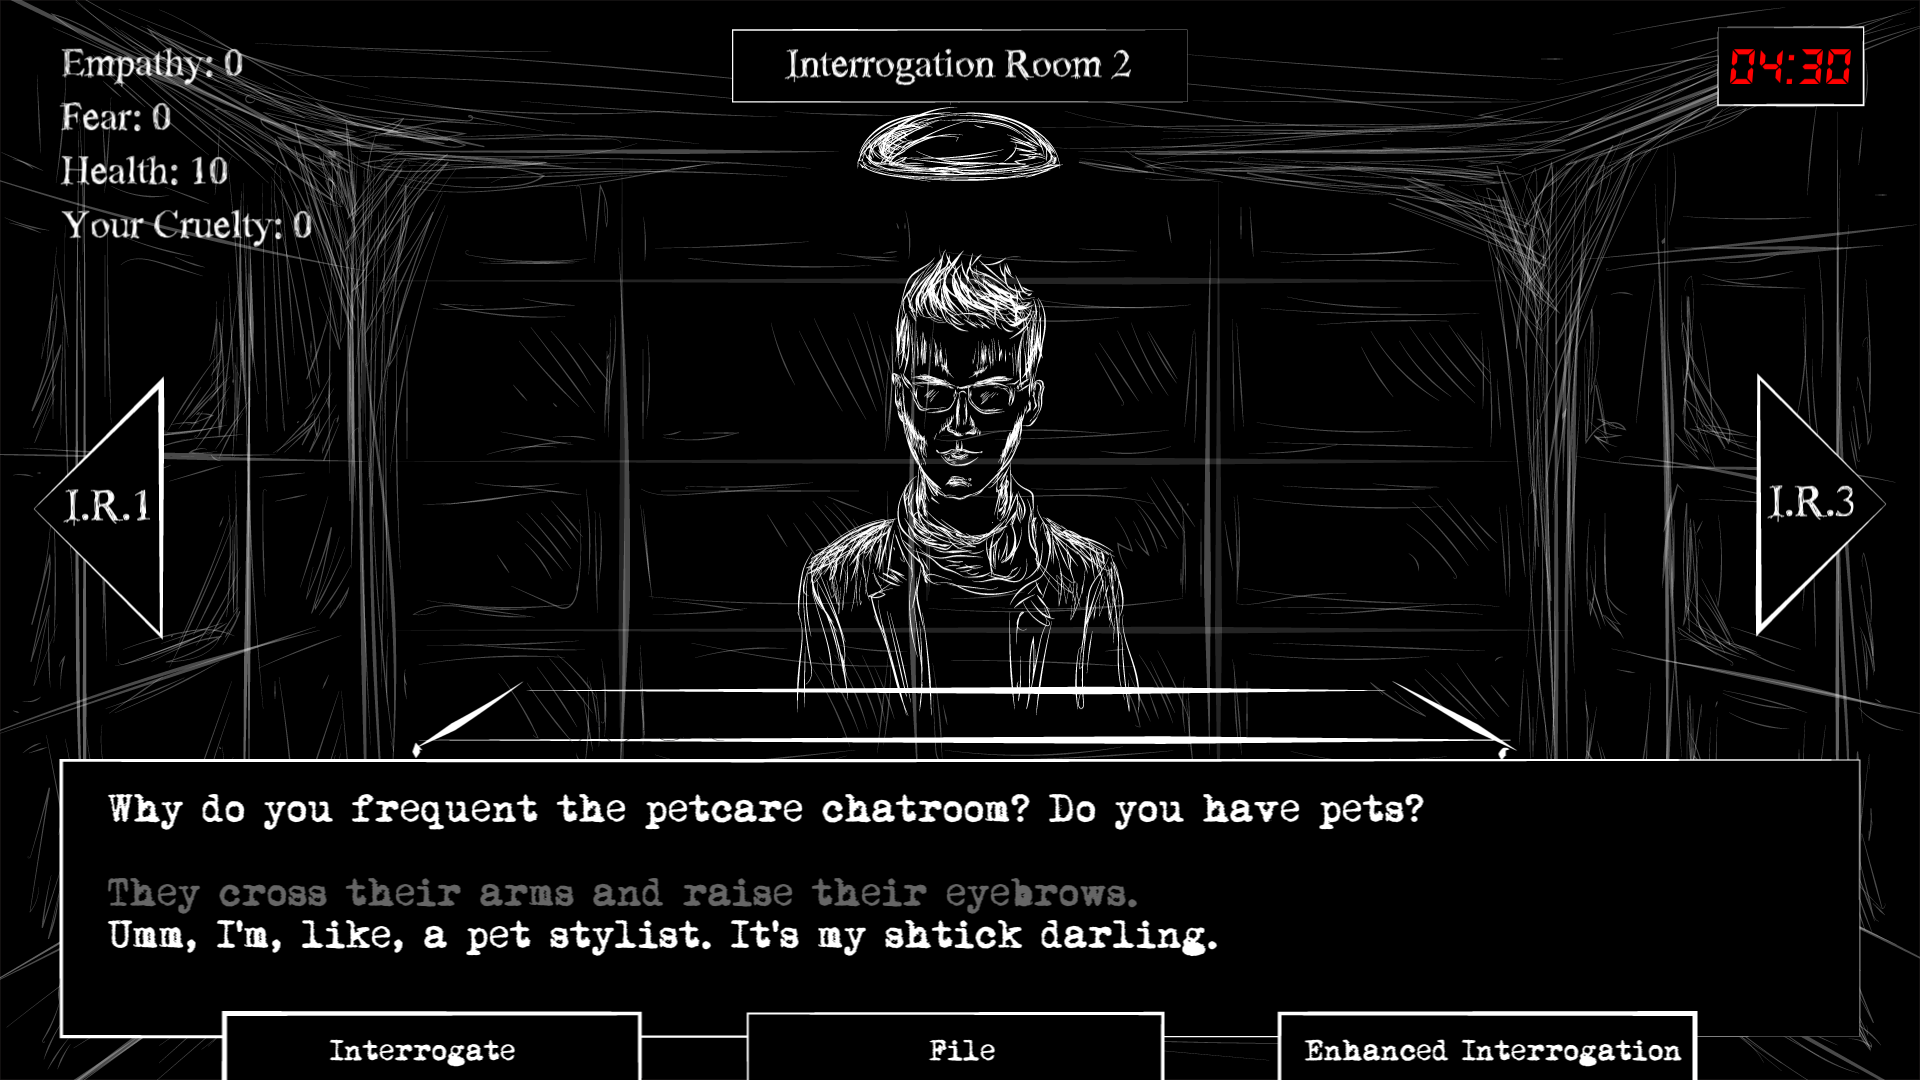 Empathy: 0
Fear: 0
Health: 10
Your Cruelty: 0
Interrogation Room 2
04:30
I.R.1
I.R.3
Why do you frequent the petcare chatroom? Do you have pets?
They cross their arms and raise their eyebrows.
Umm, I'm, like, a pet stylist. It's my shtick darling.
Interrogate
File
Enhanced Interrogation